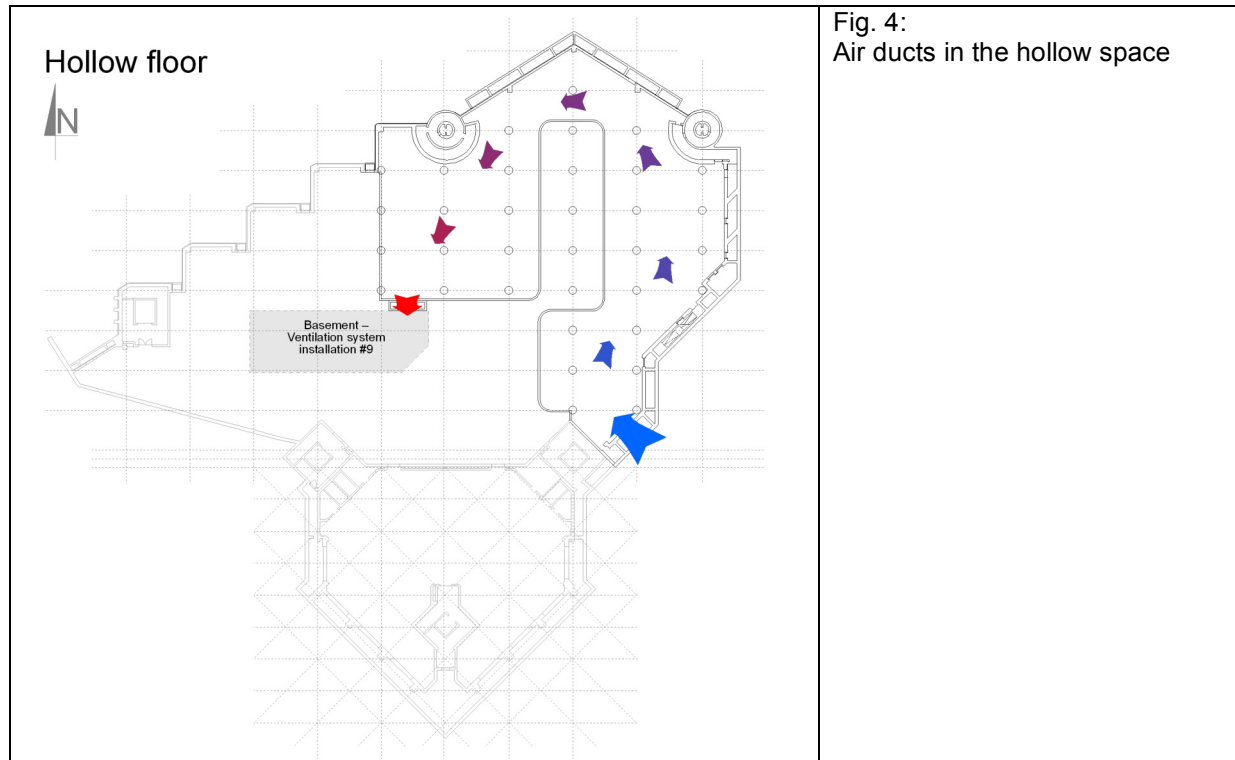 Hollow floor
N
Basement –
Ventilation system
installation #9
Fig. 4:
Air ducts in the hollow space